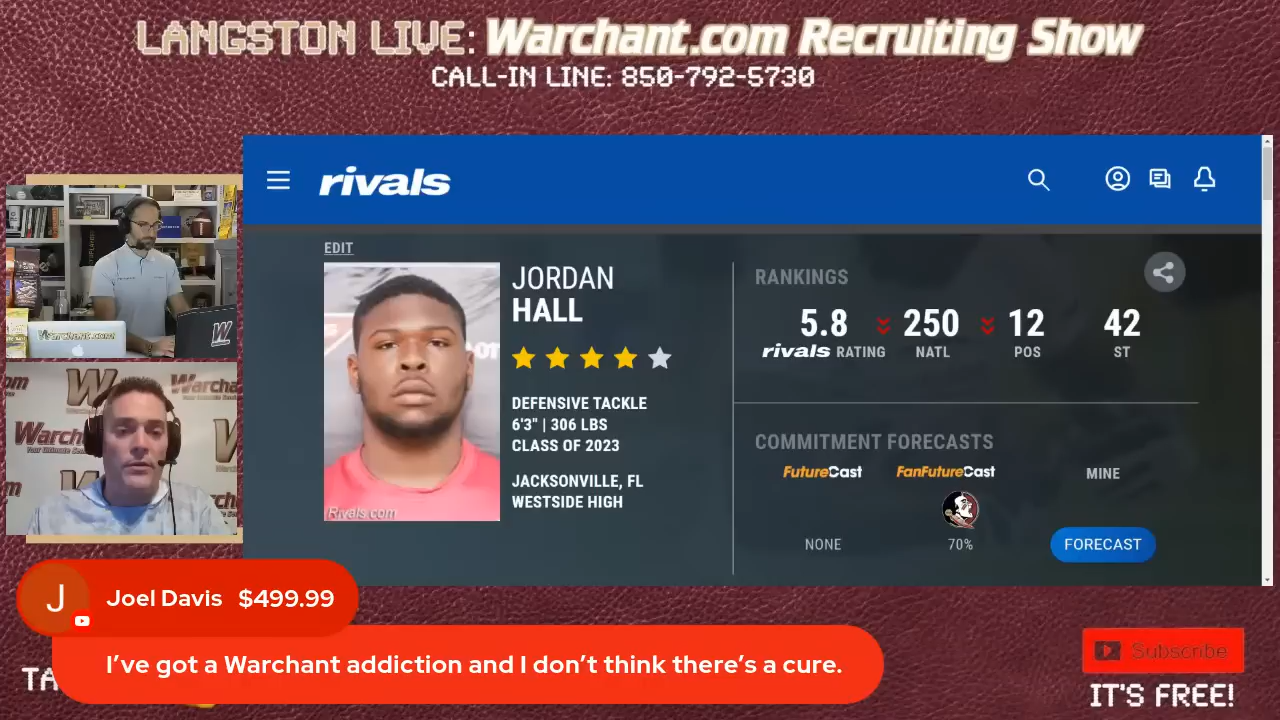 LANGSTON LIVE: Warchant.com Recruiting Show
CALL-IN LINE: 850-792-5730
rivals
EDIT
JORDAN
HALL
DEFENSIVE TACKLE
6'3" | 306 LBS
CLASS OF 2023
JACKSONVILLE, FL
WESTSIDE HIGH
Rivals.com
RANKINGS
5.8 250 12 42
rivals RATING NATL POS ST
COMMITMENT FORECASTS
FutureCast FanFutureCast MINE
NONE 70% FORECAST
W
Warcha
Warch
J
Joel Davis $499.99
I've got a Warchant addiction and I don't think there's a cure.
TA
Subscribe
IT'S FREE!